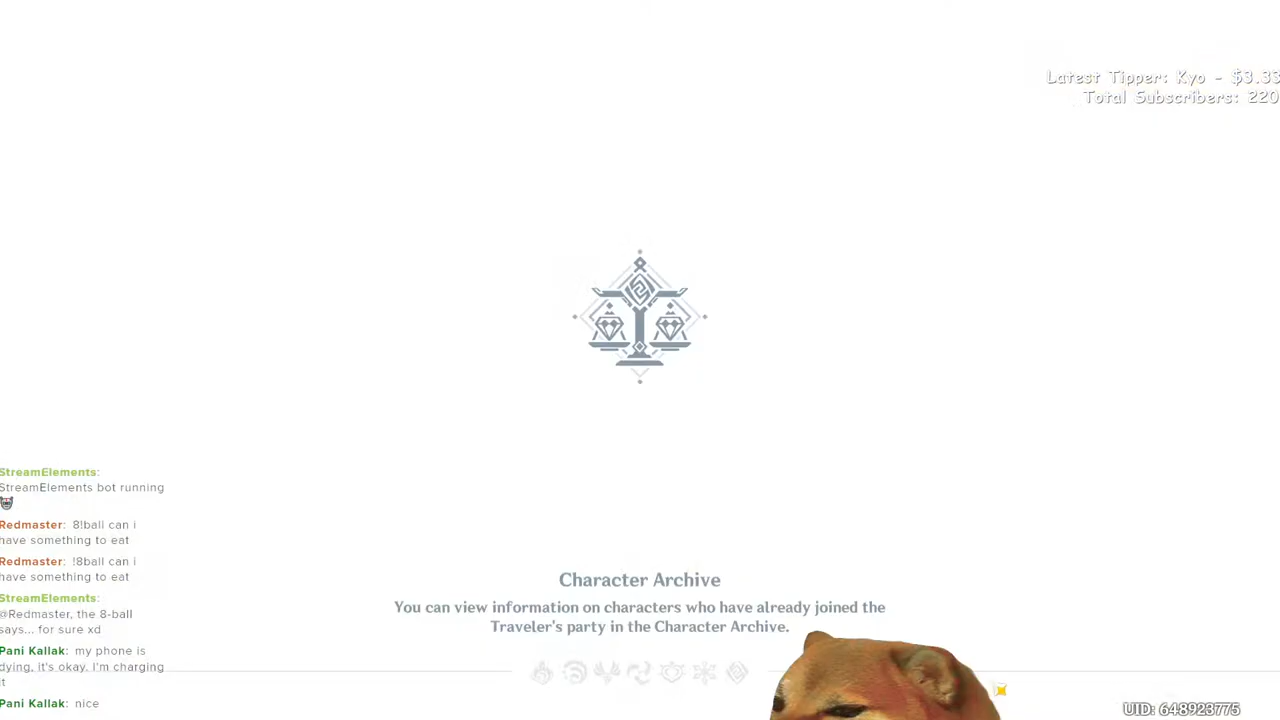 Latest Tipper: Kyo - $3.33
Total Subscribers: 220
StreamElements:
StreamElements bot running
Redmaster: 8!ball can i
have something to eat
Redmaster: !8ball can i
have something to eat
StreamElements:
@Redmaster, the 8-ball
says... for sure xd
Pani Kallak: my phone is
dying, it's okay. I'm charging
it
Pani Kallak: nice
Character Archive
You can view information on characters who have already joined the
Traveler's party in the Character Archive.
UID: 648923775